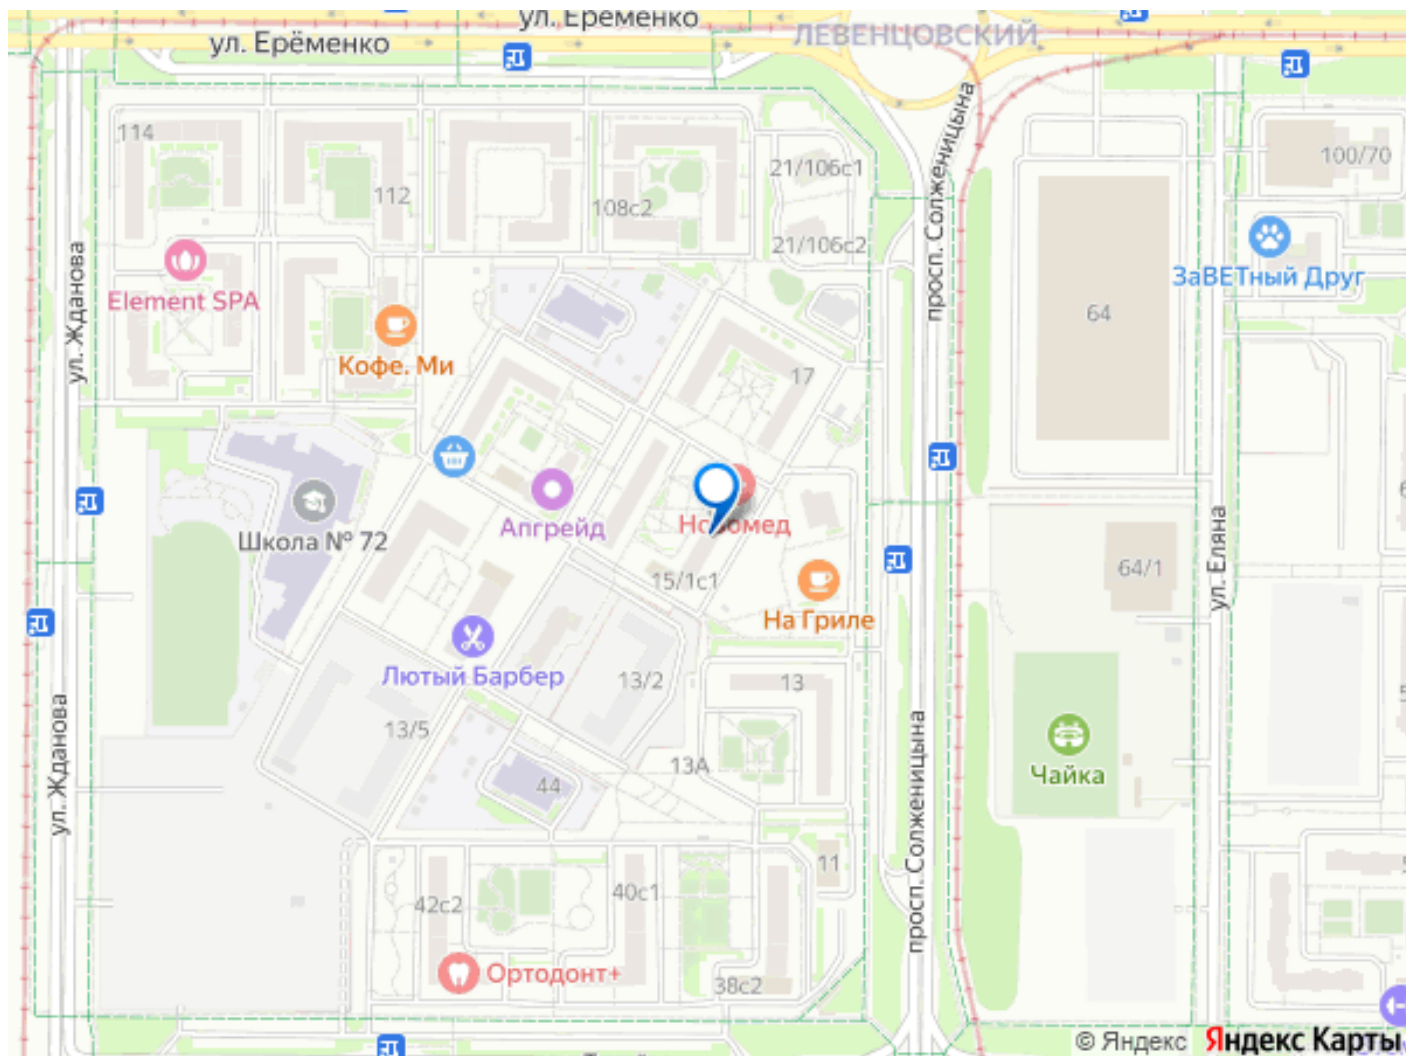 ул. Ерёменко
ул. Ерёменко
ЛЕВЕНЦОВСКИЙ
114
112
108с2
21/106с1
21/106с2
100/70
просп. Солженицына
ул. Жданова
Element SPA
ЗаВЕТный Друг
64
Кофе. Ми
17
Школа № 72
Апгрейд
Новомед
15/1с1
64/1
ул. Еляна
На Гриле
Лютый Барбер
13/2
13
13/5
13А
44
Чайка
ул. Жданова
просп. Солженицына
11
42с2
40с1
Ортодонт+
38с2
© Яндекс Яндекс Карты